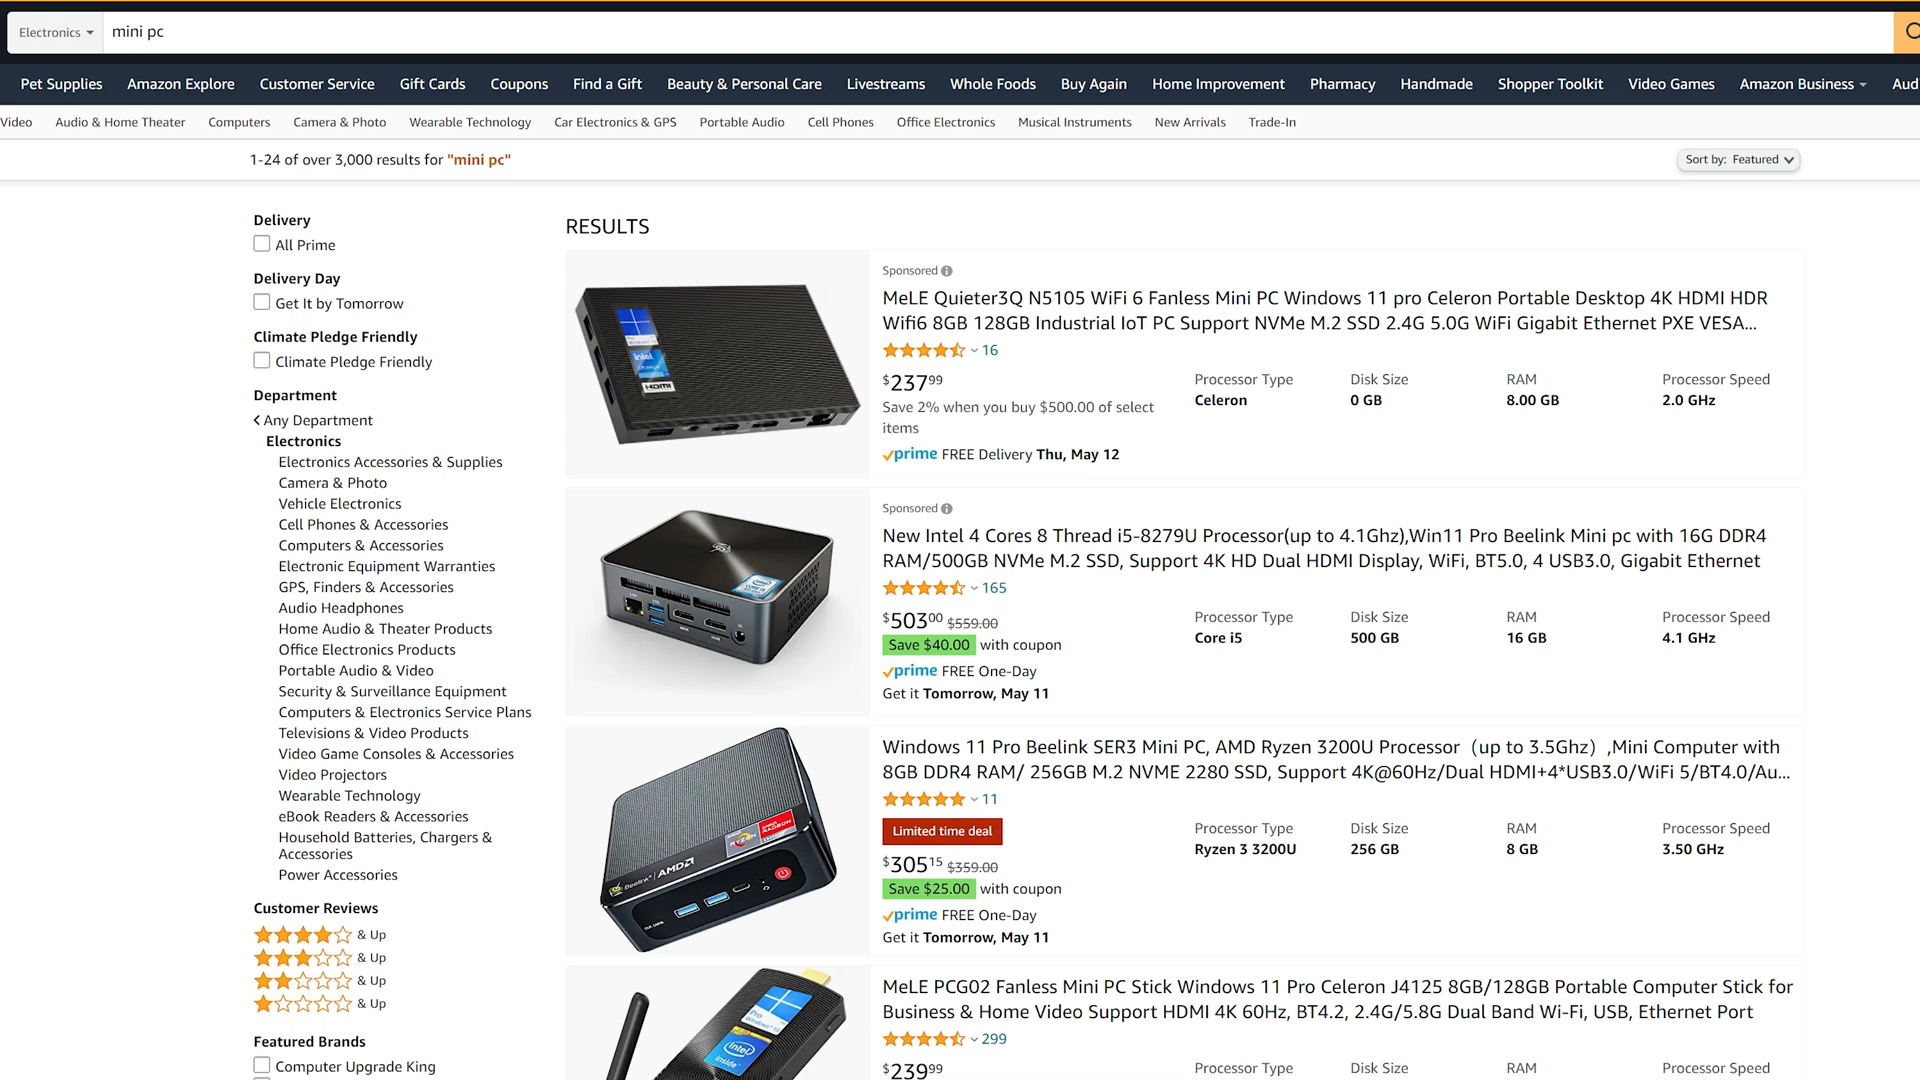 Electronics
mini pc
Pet Supplies Amazon Explore Customer Service Gift Cards Coupons Find a Gift Beauty & Personal Care Livestreams Whole Foods Buy Again Home Improvement Pharmacy Handmade Shopper Toolkit Video Games Amazon Business Aud
Video Audio & Home Theater Computers Camera & Photo Wearable Technology Car Electronics & GPS Portable Audio Cell Phones Office Electronics Musical Instruments New Arrivals Trade-In
1-24 of over 3,000 results for "mini pc"
Sort by: Featured
Delivery
All Prime
Delivery Day
Get It by Tomorrow
Climate Pledge Friendly
Climate Pledge Friendly
Department
Any Department
Electronics
Electronics Accessories & Supplies
Camera & Photo
Vehicle Electronics
Cell Phones & Accessories
Computers & Accessories
Electronic Equipment Warranties
GPS, Finders & Accessories
Audio Headphones
Home Audio & Theater Products
Office Electronics Products
Portable Audio & Video
Security & Surveillance Equipment
Computers & Electronics Service Plans
Televisions & Video Products
Video Game Consoles & Accessories
Video Projectors
Wearable Technology
eBook Readers & Accessories
Household Batteries, Chargers &
Accessories
Power Accessories
Customer Reviews
& Up
& Up
& Up
& Up
Featured Brands
Computer Upgrade King
RESULTS
intel
HDMI
Sponsored
MeLE Quieter3Q N5105 WiFi 6 Fanless Mini PC Windows 11 pro Celeron Portable Desktop 4K HDMI HDR
Wifi6 8GB 128GB Industrial IoT PC Support NVMe M.2 SSD 2.4G 5.0G WiFi Gigabit Ethernet PXE VESA...
16
$23799
Save 2% when you buy $500.00 of select
items
prime FREE Delivery Thu, May 12
Processor Type Disk Size RAM Processor Speed
Celeron 0 GB 8.00 GB 2.0 GHz
Sponsored
New Intel 4 Cores 8 Thread i5-8279U Processor(up to 4.1Ghz),Win11 Pro Beelink Mini pc with 16G DDR4
RAM/500GB NVMe M.2 SSD, Support 4K HD Dual HDMI Display, WiFi, BT5.0, 4 USB3.0, Gigabit Ethernet
165
$50300 $559.00
Save $40.00 with coupon
prime FREE One-Day
Get it Tomorrow, May 11
Processor Type Disk Size RAM Processor Speed
Core i5 500 GB 16 GB 4.1 GHz
AMD RADEON
RYZEN
Beelink AMD
Windows 11 Pro Beelink SER3 Mini PC, AMD Ryzen 3200U Processor（up to 3.5Ghz）,Mini Computer with
8GB DDR4 RAM/ 256GB M.2 NVME 2280 SSD, Support 4K@60Hz/Dual HDMI+4*USB3.0/WiFi 5/BT4.0/Au...
11
Limited time deal
$30515 $359.00
Save $25.00 with coupon
prime FREE One-Day
Get it Tomorrow, May 11
Processor Type Disk Size RAM Processor Speed
Ryzen 3 3200U 256 GB 8 GB 3.50 GHz
Pro
intel
inside
MeLE PCG02 Fanless Mini PC Stick Windows 11 Pro Celeron J4125 8GB/128GB Portable Computer Stick for
Business & Home Video Support HDMI 4K 60Hz, BT4.2, 2.4G/5.8G Dual Band Wi-Fi, USB, Ethernet Port
299
$23999
Processor Type Disk Size RAM Processor Speed